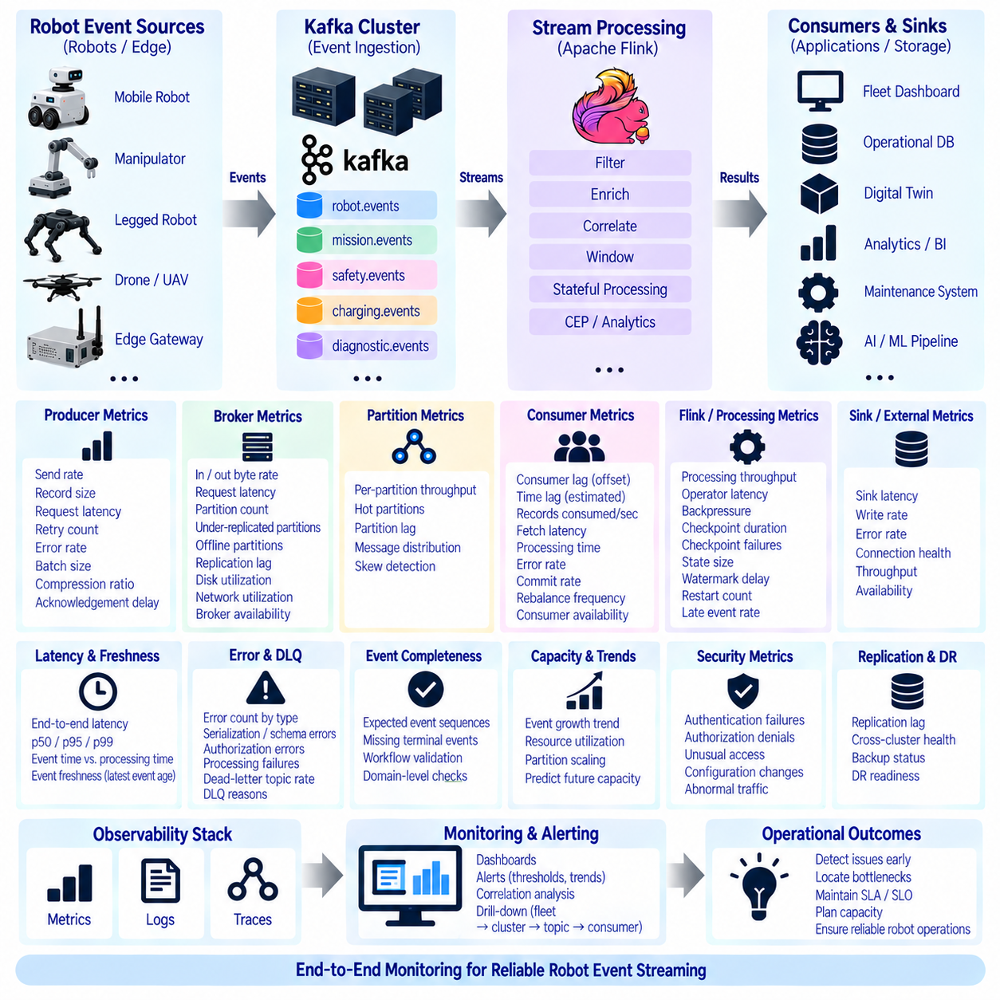 Robot Event Sources
(Robots / Edge)
Mobile Robot
Manipulator
Legged Robot
Drone / UAV
Edge Gateway
...
Events
Kafka Cluster
(Event Ingestion)
kafka
robot.events
mission.events
safety.events
charging.events
diagnostic.events
...
Streams
Stream Processing
(Apache Flink)
Filter
Enrich
Correlate
Window
Stateful Processing
CEP / Analytics
...
Results
Consumers & Sinks
(Applications / Storage)
Fleet Dashboard
Operational DB
Digital Twin
Analytics / BI
Maintenance System
AI / ML Pipeline
...
Producer Metrics
Send rate
Record size
Request latency
Retry count
Error rate
Batch size
Compression ratio
Acknowledgement delay
Broker Metrics
In / out byte rate
Request latency
Partition count
Under-replicated partitions
Offline partitions
Replication lag
Disk utilization
Network utilization
Broker availability
Partition Metrics
Per-partition throughput
Hot partitions
Partition lag
Message distribution
Skew detection
Consumer Metrics
Consumer lag (offset)
Time lag (estimated)
Records consumed/sec
Fetch latency
Processing time
Error rate
Commit rate
Rebalance frequency
Consumer availability
Flink / Processing Metrics
Processing throughput
Operator latency
Backpressure
Checkpoint duration
Checkpoint failures
State size
Watermark delay
Restart count
Late event rate
Sink / External Metrics
Sink latency
Write rate
Error rate
Connection health
Throughput
Availability
Latency & Freshness
End-to-end latency
p50 / p95 / p99
Event time vs. processing time
Event freshness (latest event age)
Error & DLQ
Error count by type
Serialization / schema errors
Authorization errors
Processing failures
Dead-letter topic rate
DLQ reasons
Event Completeness
Expected event sequences
Missing terminal events
Workflow validation
Domain-level checks
Capacity & Trends
Event growth trend
Resource utilization
Partition scaling
Predict future capacity
Security Metrics
Authentication failures
Authorization denials
Unusual access
Configuration changes
Abnormal traffic
Replication & DR
Replication lag
Cross-cluster health
Backup status
DR readiness
Observability Stack
Metrics
Logs
Traces
Monitoring & Alerting
Dashboards
Alerts (thresholds, trends)
Correlation analysis
Drill-down (fleet
→ cluster → topic → consumer)
Operational Outcomes
Detect issues early
Locate bottlenecks
Maintain SLA / SLO
Plan capacity
Ensure reliable robot operations
End-to-End Monitoring for Reliable Robot Event Streaming